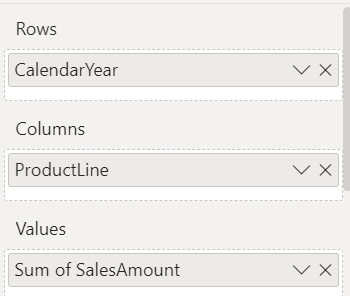 Rows
CalendarYear
Columns
ProductLine
Values
Sum of SalesAmount